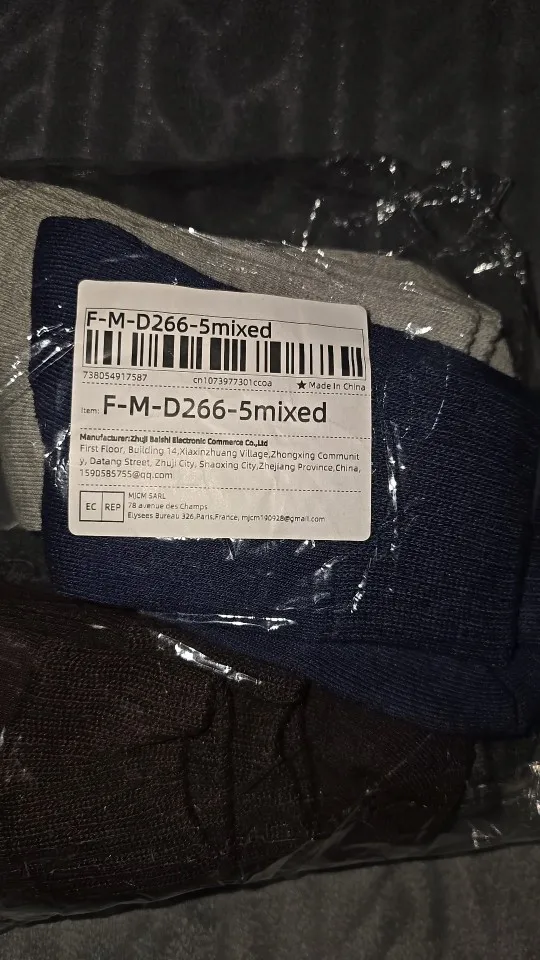 F-M-D266-5mixed
738054917587 cn1073977301ccoa ★ Made In China
Item: F-M-D266-5mixed
Manufacturer:Zhuji Baishi Electronic Commerce Co.,Ltd
First Floor, Building 14,Xiaxinzhuang Village,Zhongxing Communit
y, Datang Street, Zhuji City, Shaoxing City,Zhejiang Province,China,
1590585755@qq.com
EC REP
MJCM SARL
78 avenue des Champs
Elysees Bureau 326,Paris,France, mjcm190928@gmail.com